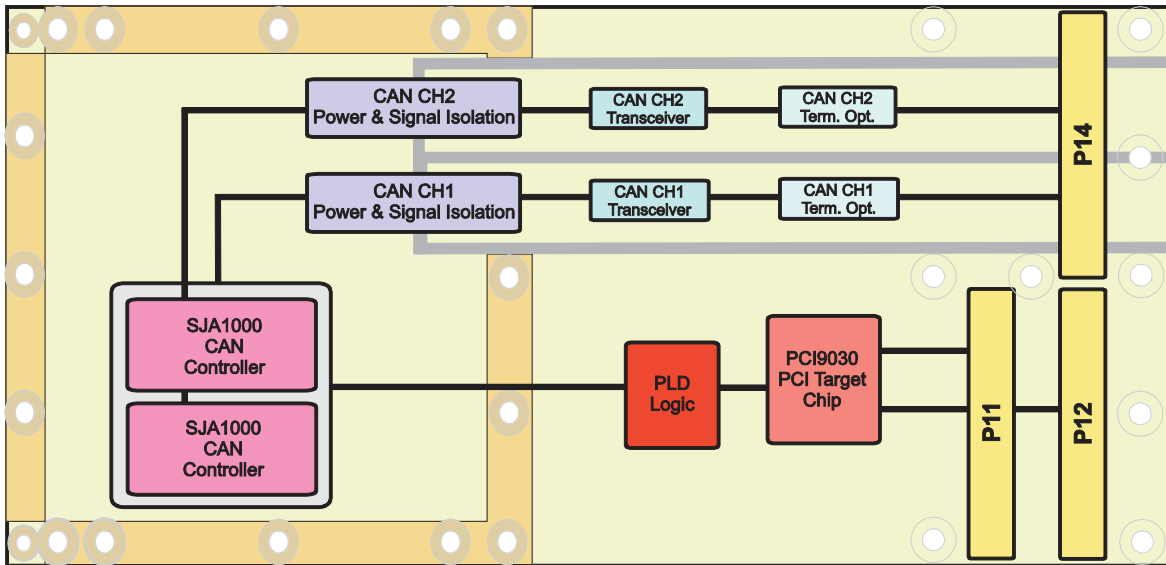 CAN CH2
Power & Signal Isolation
CAN CH2
Transceiver
CAN CH2
Term. Opt.
P14
CAN CH1
Power & Signal Isolation
CAN CH1
Transceiver
CAN CH1
Term. Opt.
SJA1000
CAN
Controller
SJA1000
CAN
Controller
PLD
Logic
PCI9030
PCI Target
Chip
P11
P12